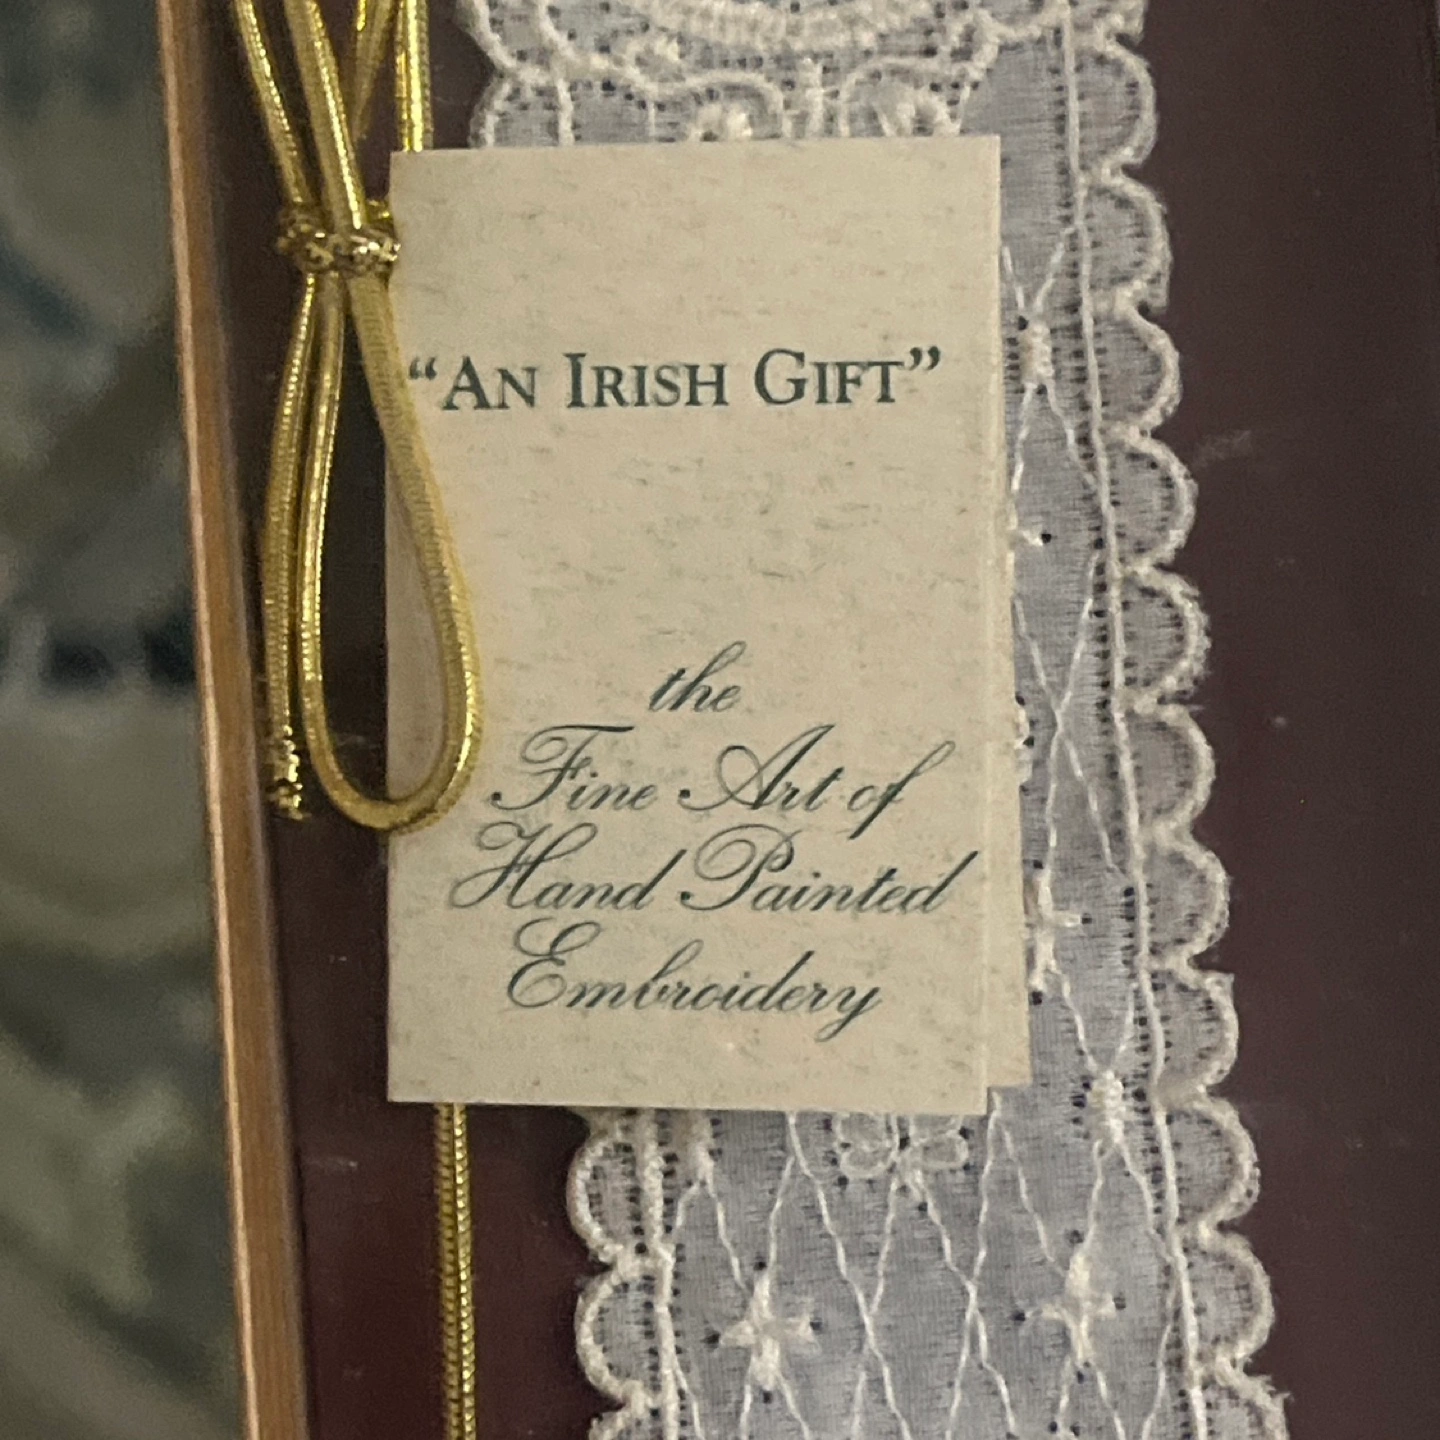 “AN IRISH GIFT”
the
Fine Art of
Hand Painted
Embroidery